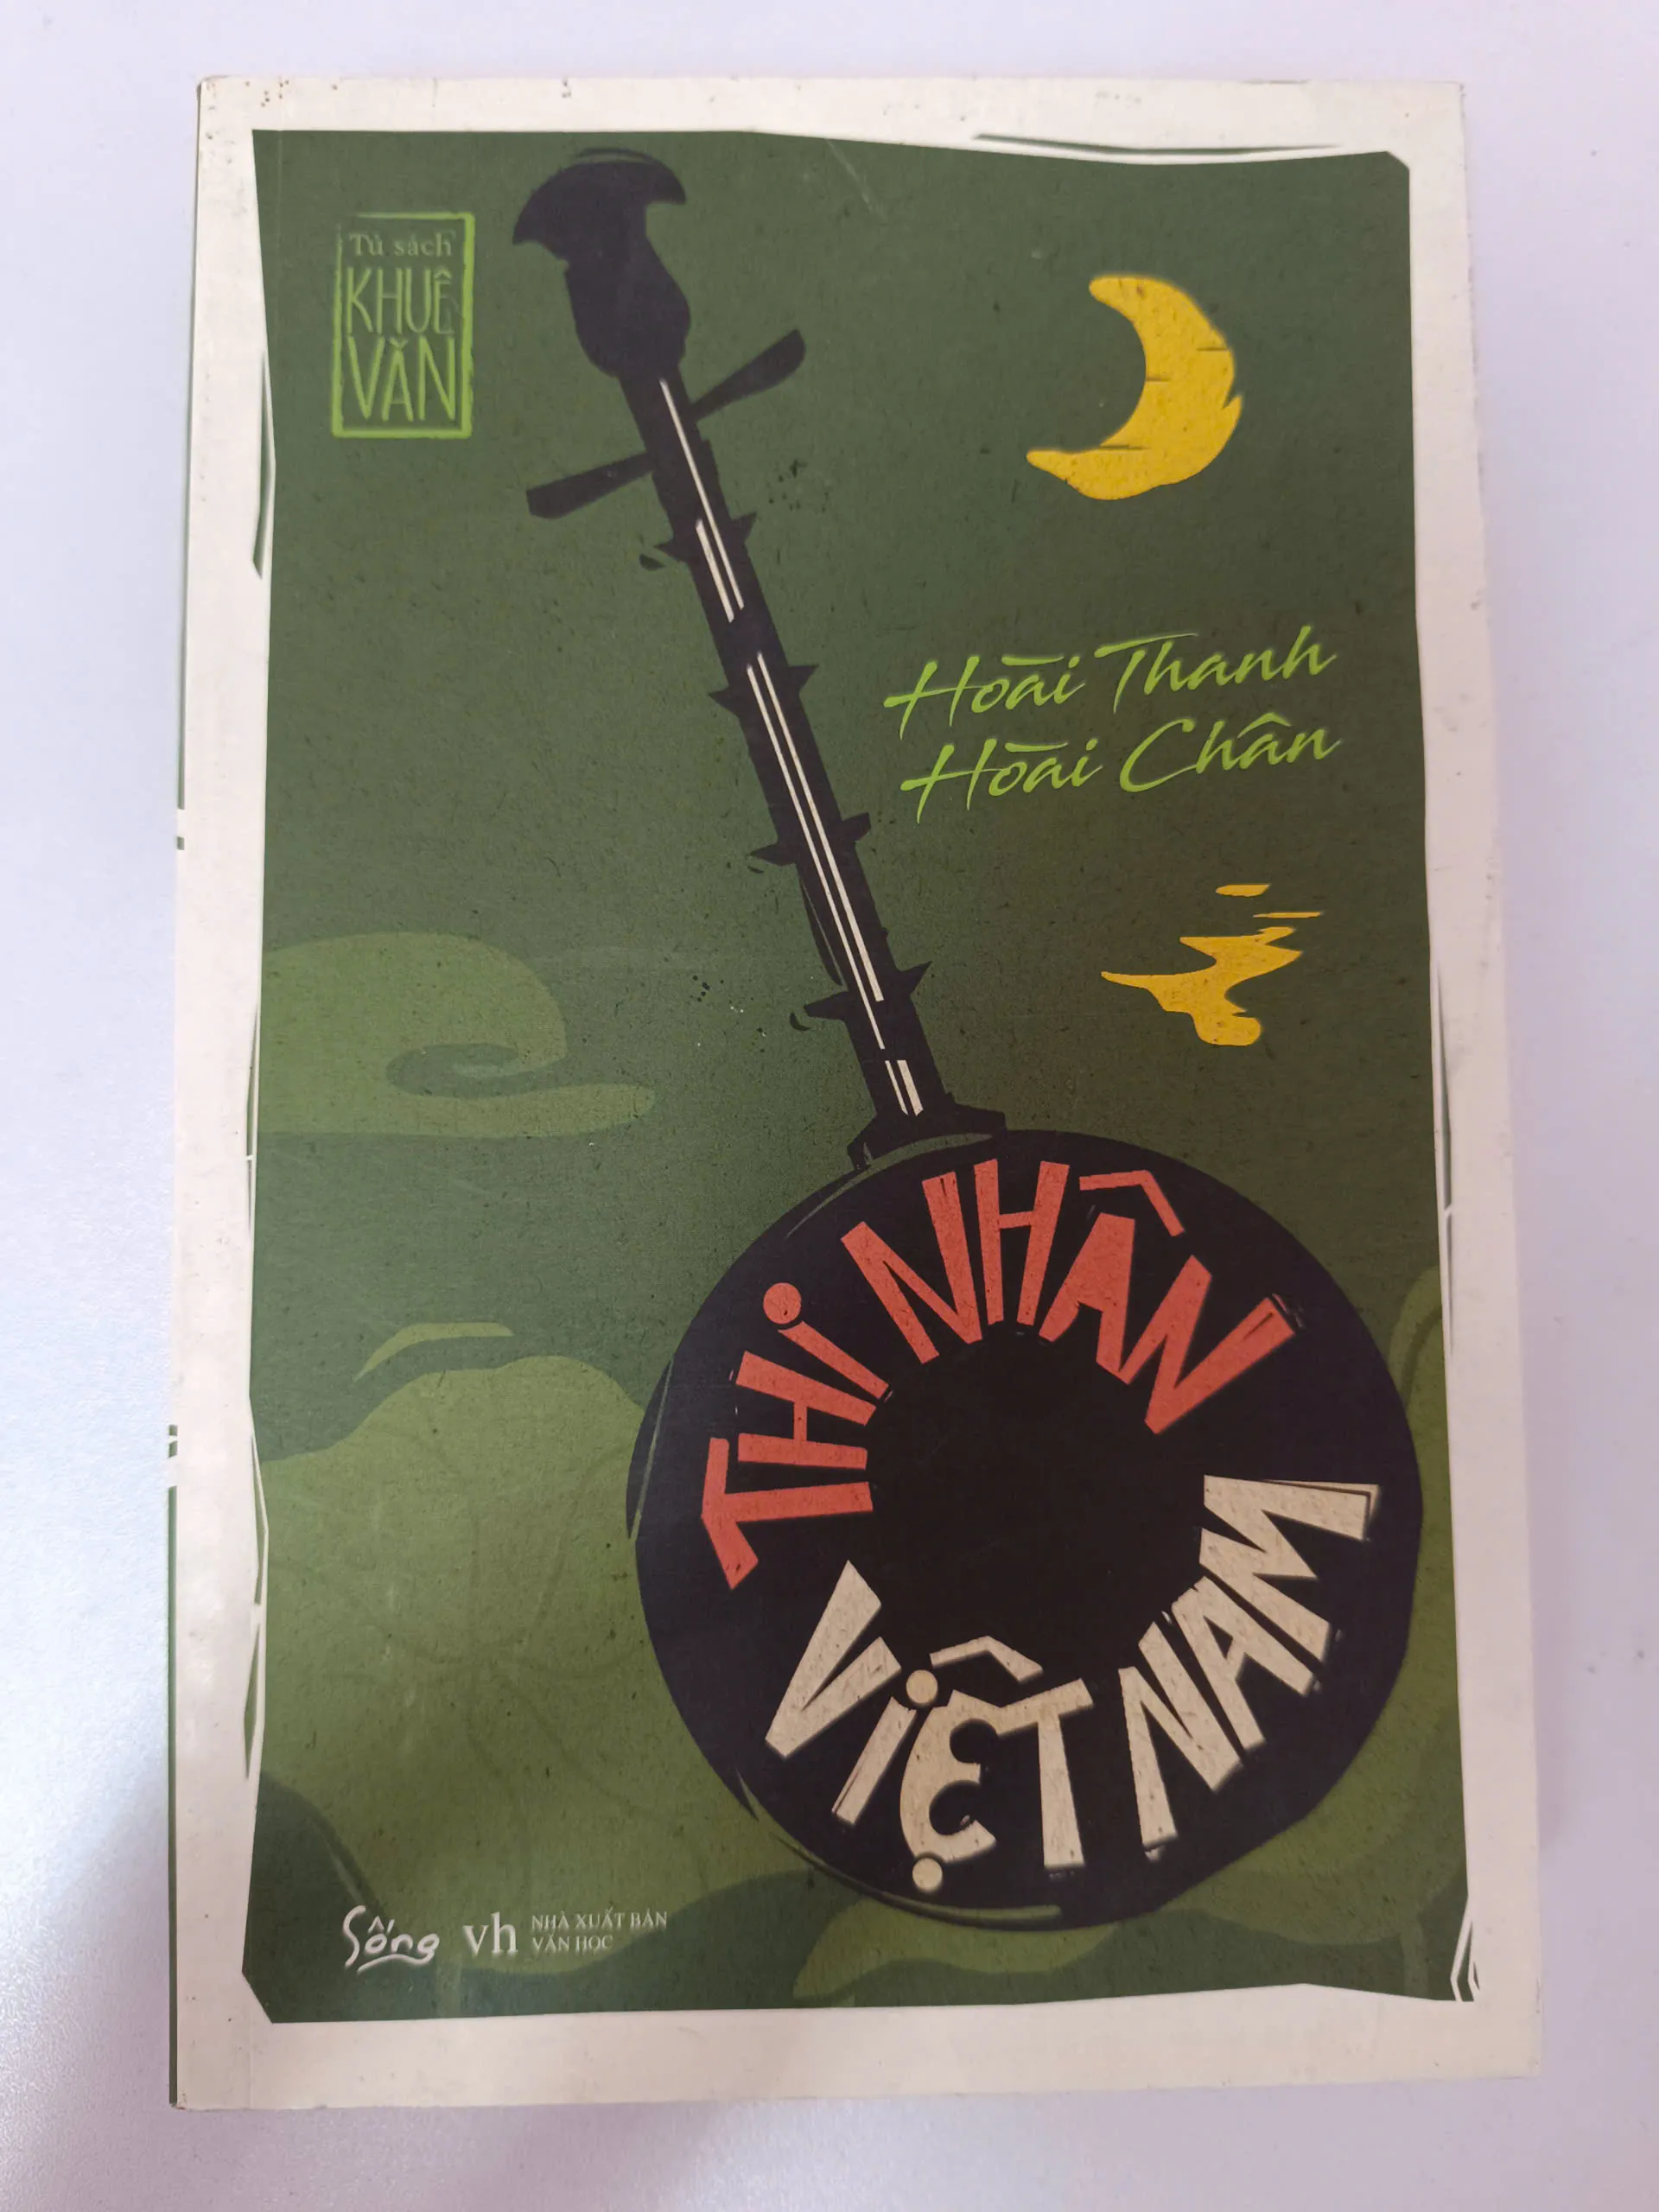 Tủ sách
KHUÊ
VĂN
Hoài Thanh
Hoài Chân
THI NHÂN
VIỆT NAM
Sống
vh
NHÀ XUẤT BẢN
VĂN HỌC